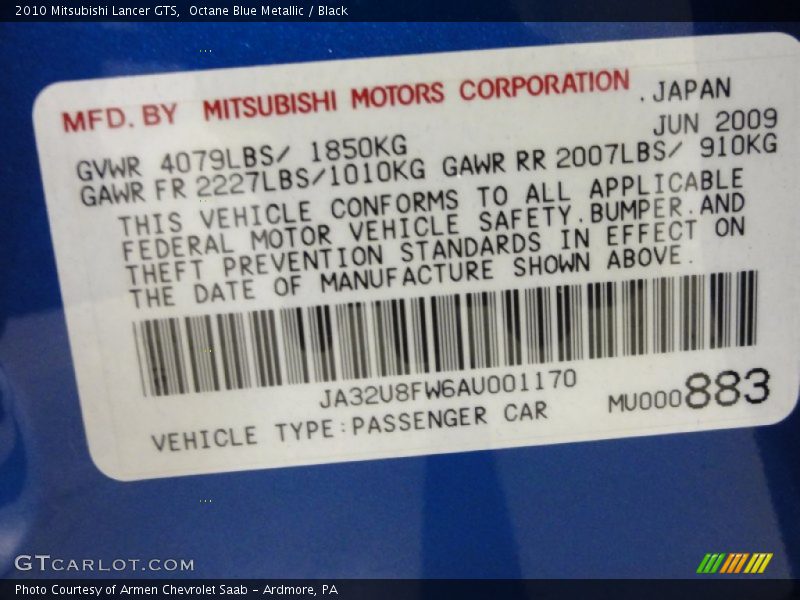 2010 Mitsubishi Lancer GTS,  Octane Blue Metallic / Black
MFD. BY MITSUBISHI MOTORS CORPORATION . JAPAN
JUN 2009
GVWR 4079LBS/ 1850KG
GAWR FR 2227LBS/1010KG GAWR RR 2007LBS/ 910KG
THIS VEHICLE CONFORMS TO ALL APPLICABLE
FEDERAL MOTOR VEHICLE SAFETY.BUMPER.AND
THEFT PREVENTION STANDARDS IN EFFECT ON
THE DATE OF MANUFACTURE SHOWN ABOVE.
JA32U8FW6AU001170
VEHICLE TYPE:PASSENGER CAR MU000883
GTCARLOT.COM
Photo Courtesy of Armen Chevrolet Saab - Ardmore, PA